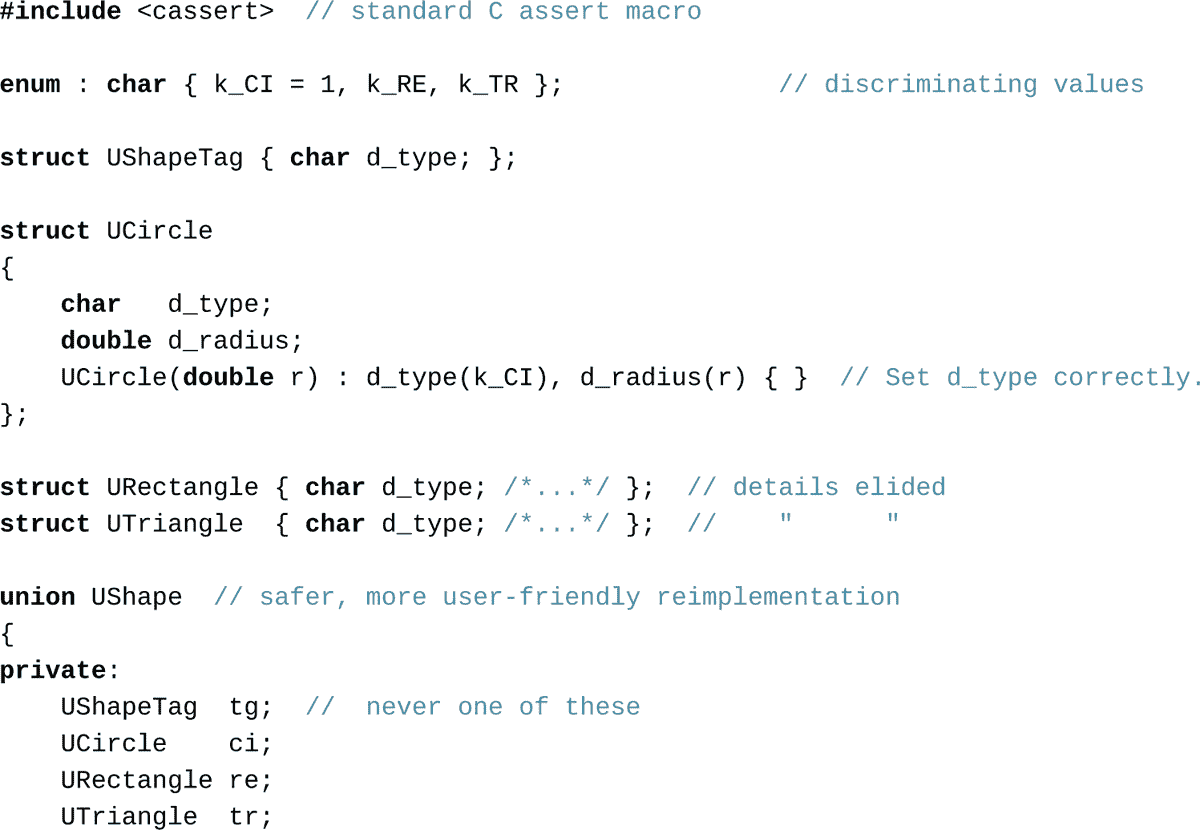 #include <cassert>  // standard C assert macro
enum : char { k_CI = 1, k_RE, k_TR };              // discriminating values
struct UShapeTag { char d_type; };
struct UCircle
{
    char   d_type;
    double d_radius;
    UCircle(double r) : d_type(k_CI), d_radius(r) { }  // Set d_type correctly.
};
struct URectangle { char d_type; /*...*/ };  // details elided
struct UTriangle  { char d_type; /*...*/ };  //    "      "
union UShape  // safer, more user-friendly reimplementation
{
private:
    UShapeTag  tg;  //  never one of these
    UCircle    ci;
    URectangle re;
    UTriangle  tr;